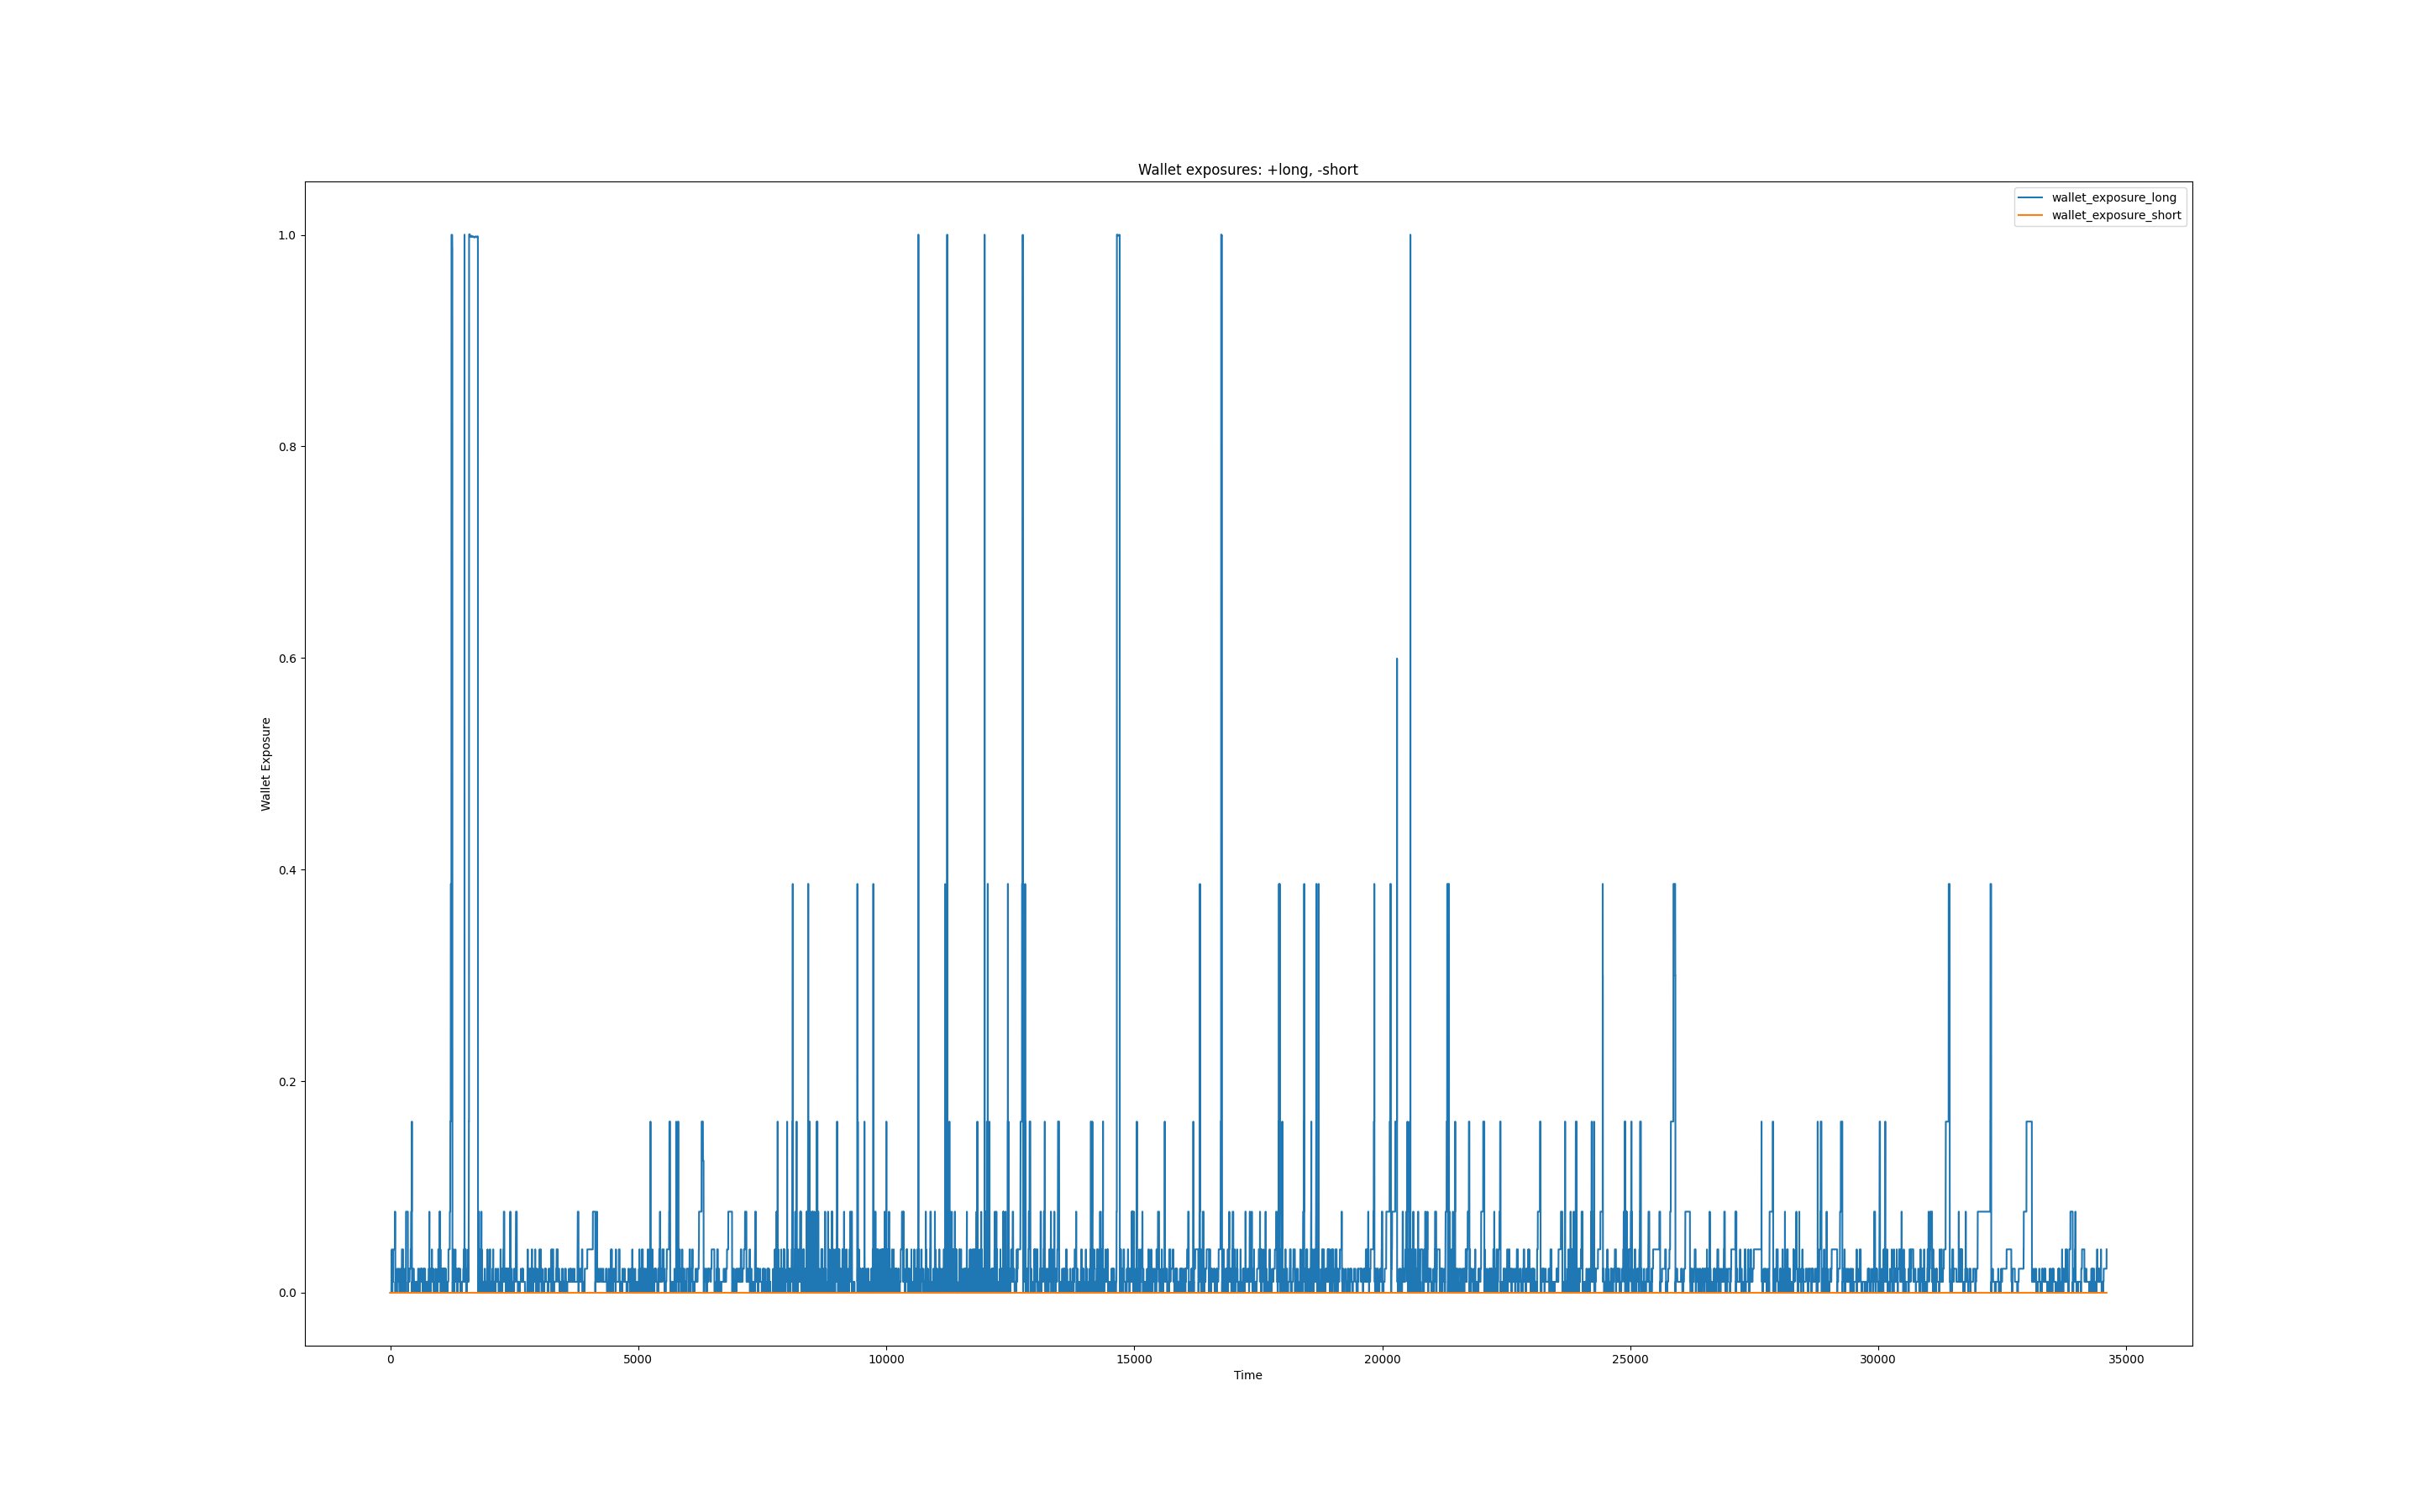 Wallet exposures: +long, -short
wallet_exposure_long
wallet_exposure_short
1.0
0.8
0.6
0.4
0.2
0.0
Wallet Exposure
0 5000 10000 15000 20000 25000 30000 35000
Time